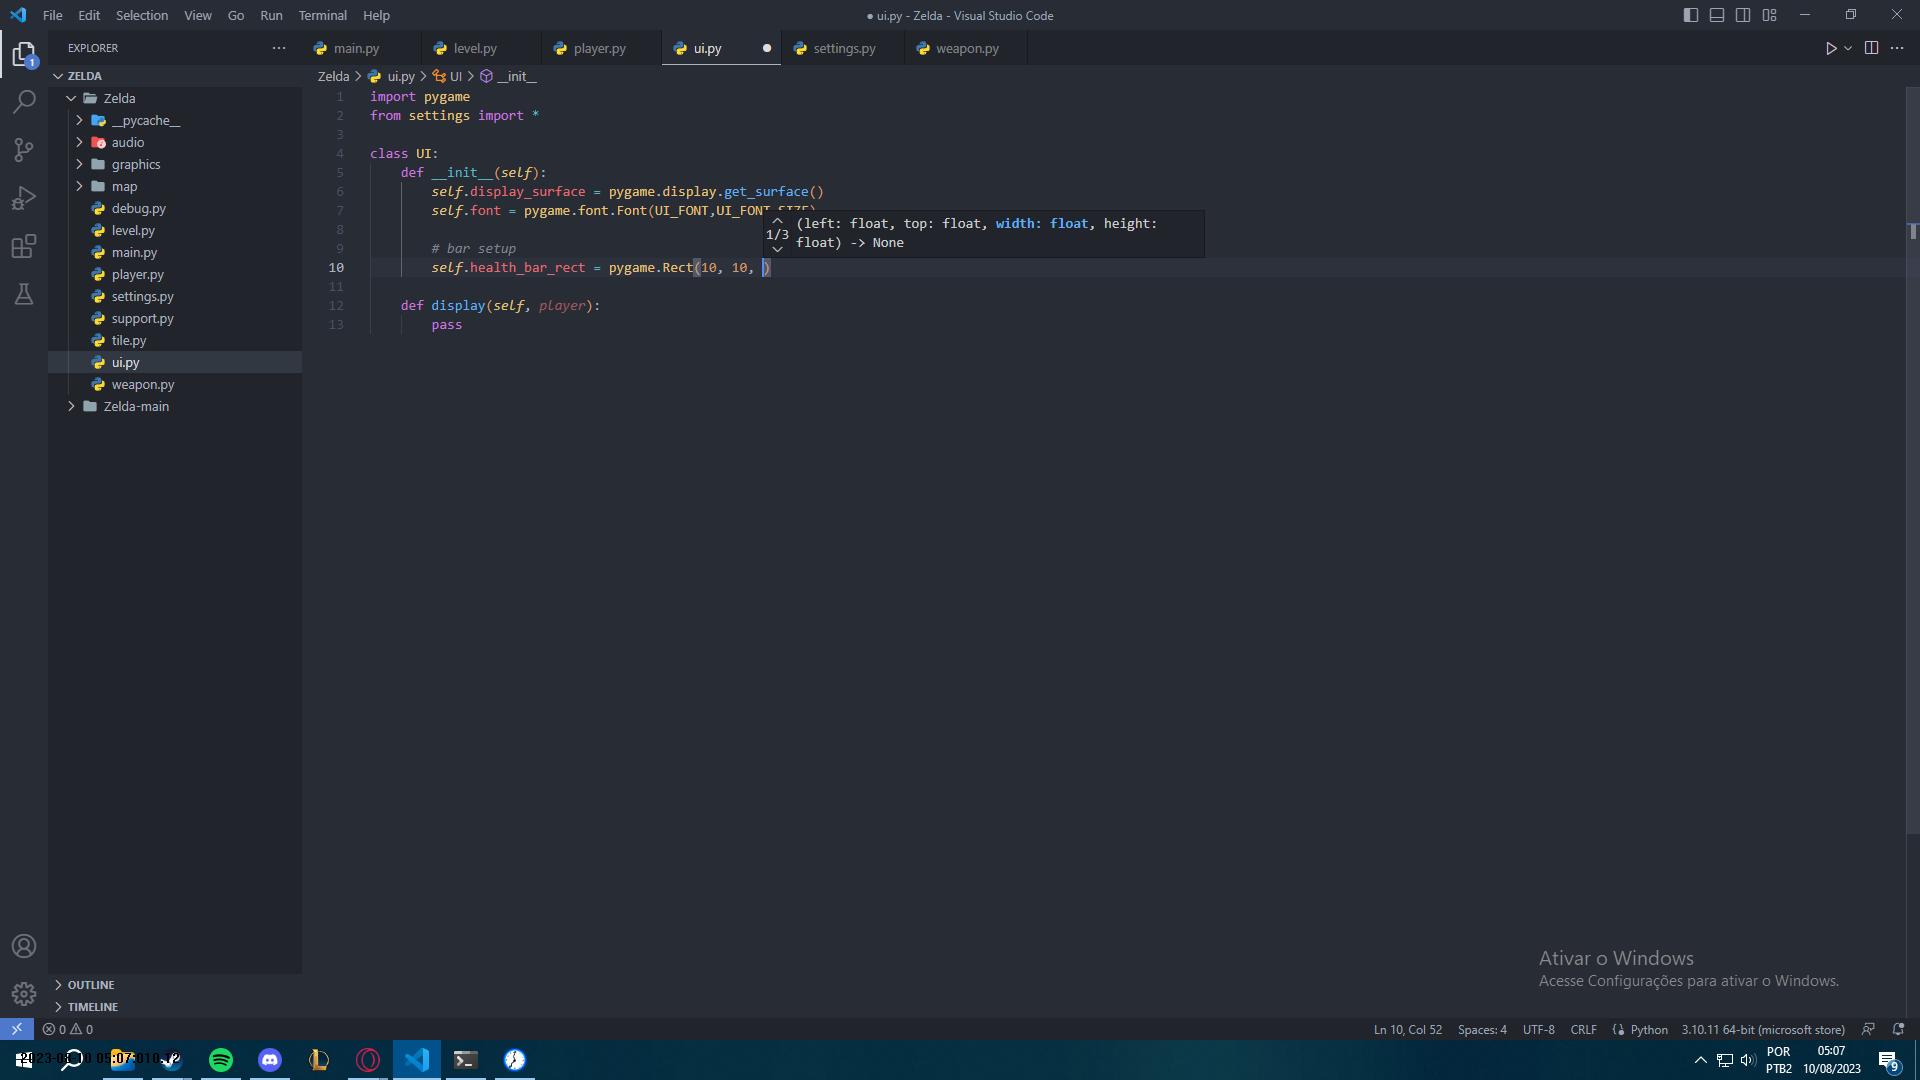 File Edit Selection View Go Run Terminal Help
● ui.py - Zelda - Visual Studio Code
EXPLORER
main.py level.py player.py ui.py settings.py weapon.py
ZELDA
Zelda > ui.py > UI > __init__
Zelda
__pycache__
audio
graphics
map
debug.py
level.py
main.py
player.py
settings.py
support.py
tile.py
ui.py
weapon.py
Zelda-main
1 import pygame
2 from settings import *
3
4 class UI:
5 def __init__(self):
6 self.display_surface = pygame.display.get_surface()
7 self.font = pygame.font.Font(UI_FONT,UI_FONT_SIZE)
8
9 # bar setup
10 self.health_bar_rect = pygame.Rect(10, 10, )
11
12 def display(self, player):
13 pass
1/3
(left: float, top: float, width: float, height:
float) -> None
1
OUTLINE
TIMELINE
Ativar o Windows
Acesse Configurações para ativar o Windows.
0 0
Ln 10, Col 52 Spaces: 4 UTF-8 CRLF Python 3.10.11 64-bit (microsoft store)
POR
PTB2
05:07
10/08/2023
9